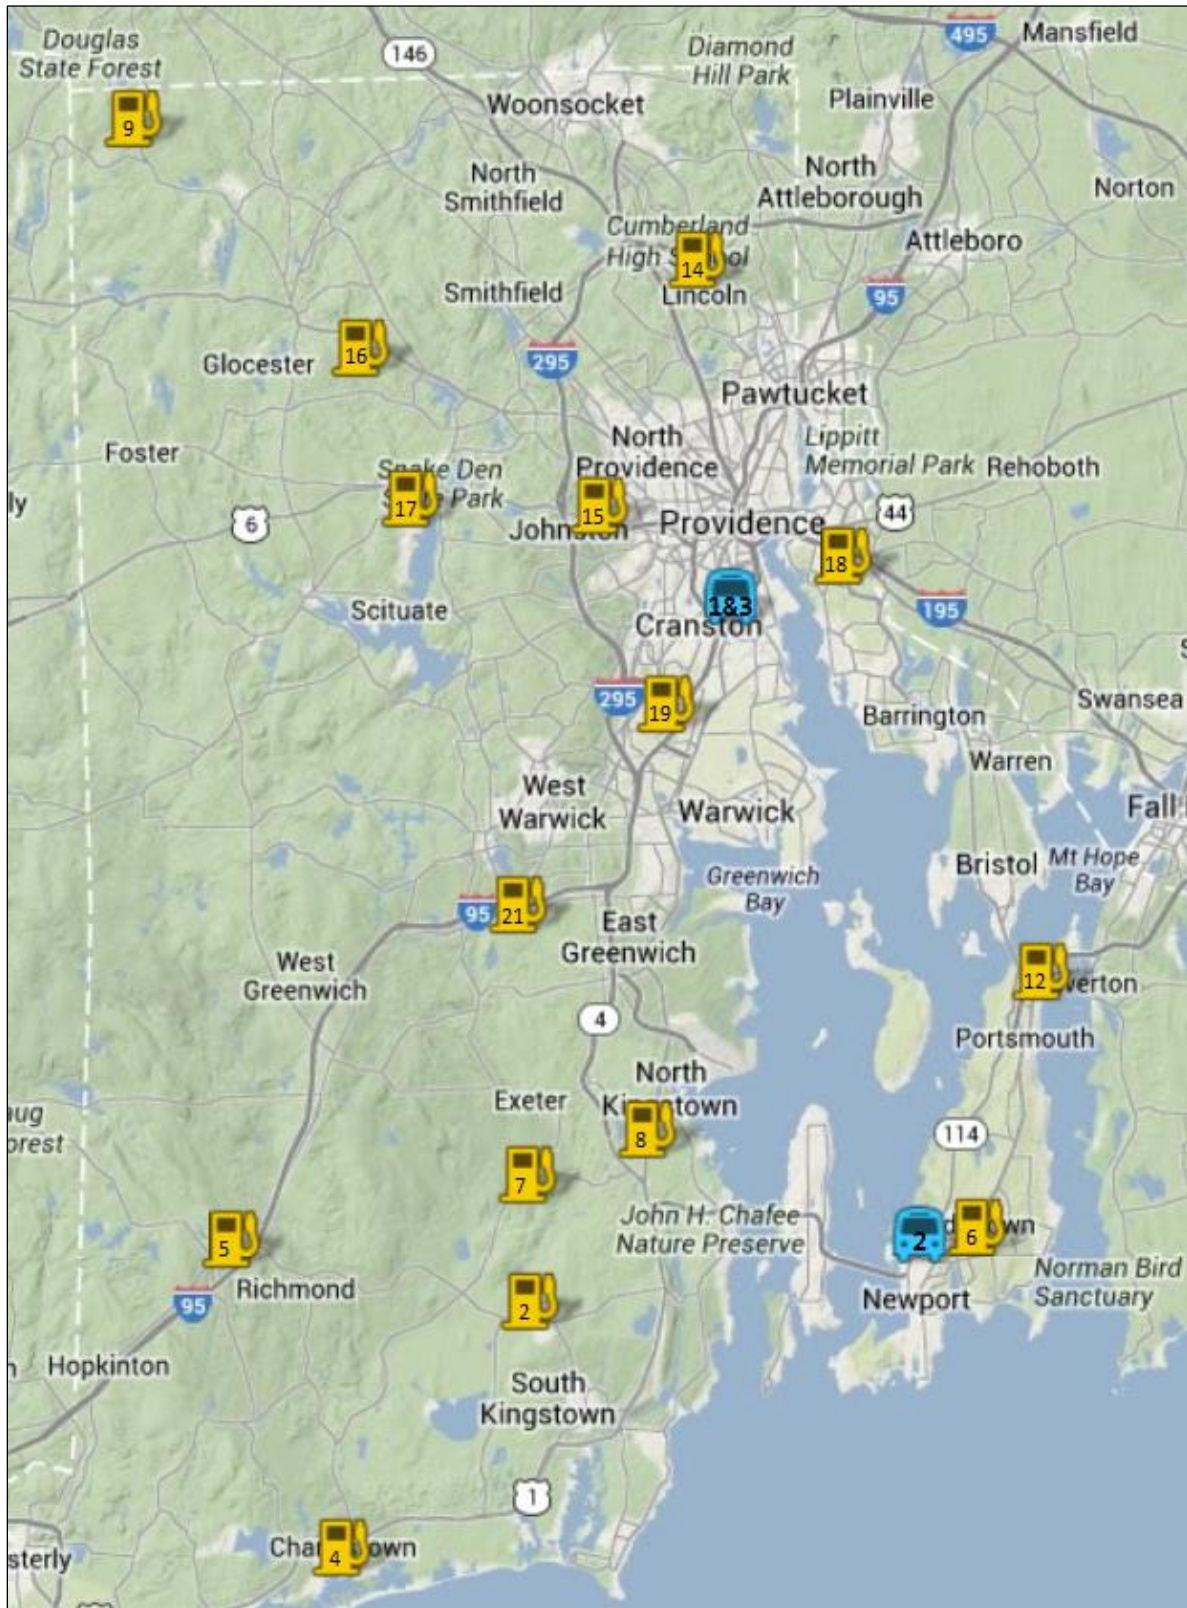 Douglas
State Forest
146
Diamond
Hill Park
495
Mansfield
9
Woonsocket
Plainville
North
Smithfield
North
Attleborough
Norton
Cumberland
High
14
Lincoln
Attleboro
Smithfield
95
16
Glocester
295
Pawtucket
Foster
North
Providence
Lippitt
Memorial Park
Rehoboth
Snake Den
Park
17
15
6
Providence
44
18
1&3
Scituate
Cranston
195
295
19
Barrington
Swansea
Warren
West
Warwick
Warwick
Fall
Greenwich
Bay
Bristol
Mt Hope
Bay
95
21
East
Greenwich
West
Greenwich
12
verton
4
Portsmouth
North
town
Exeter
8
114
7
John H. Chafee
Nature Preserve
5
2
6
Richmond
Newport
Norman Bird
Sanctuary
95
2
Hopkinton
South
Kingstown
1
4
sterly